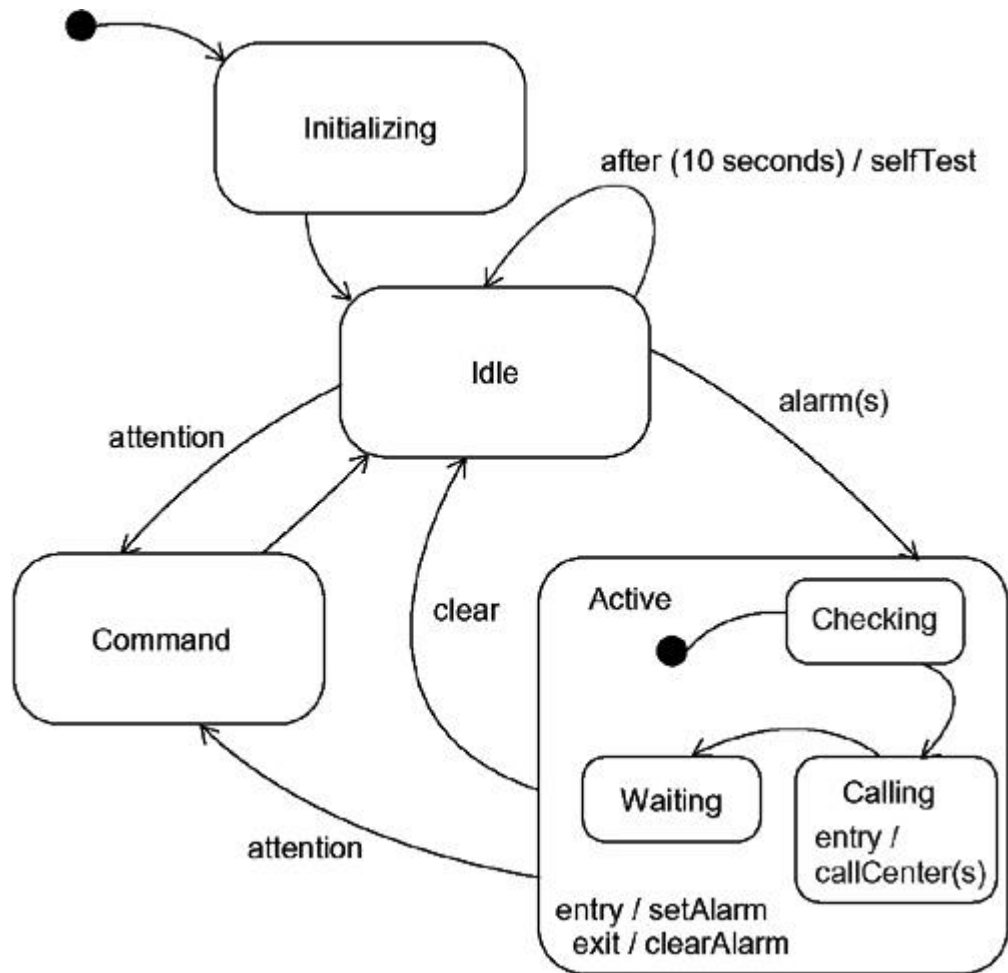 Initializing
after (10 seconds) / selfTest
Idle
alarm(s)
attention
Command
clear
Active
Checking
Waiting
Calling
entry /
callCenter(s)
attention
entry / setAlarm
exit / clearAlarm